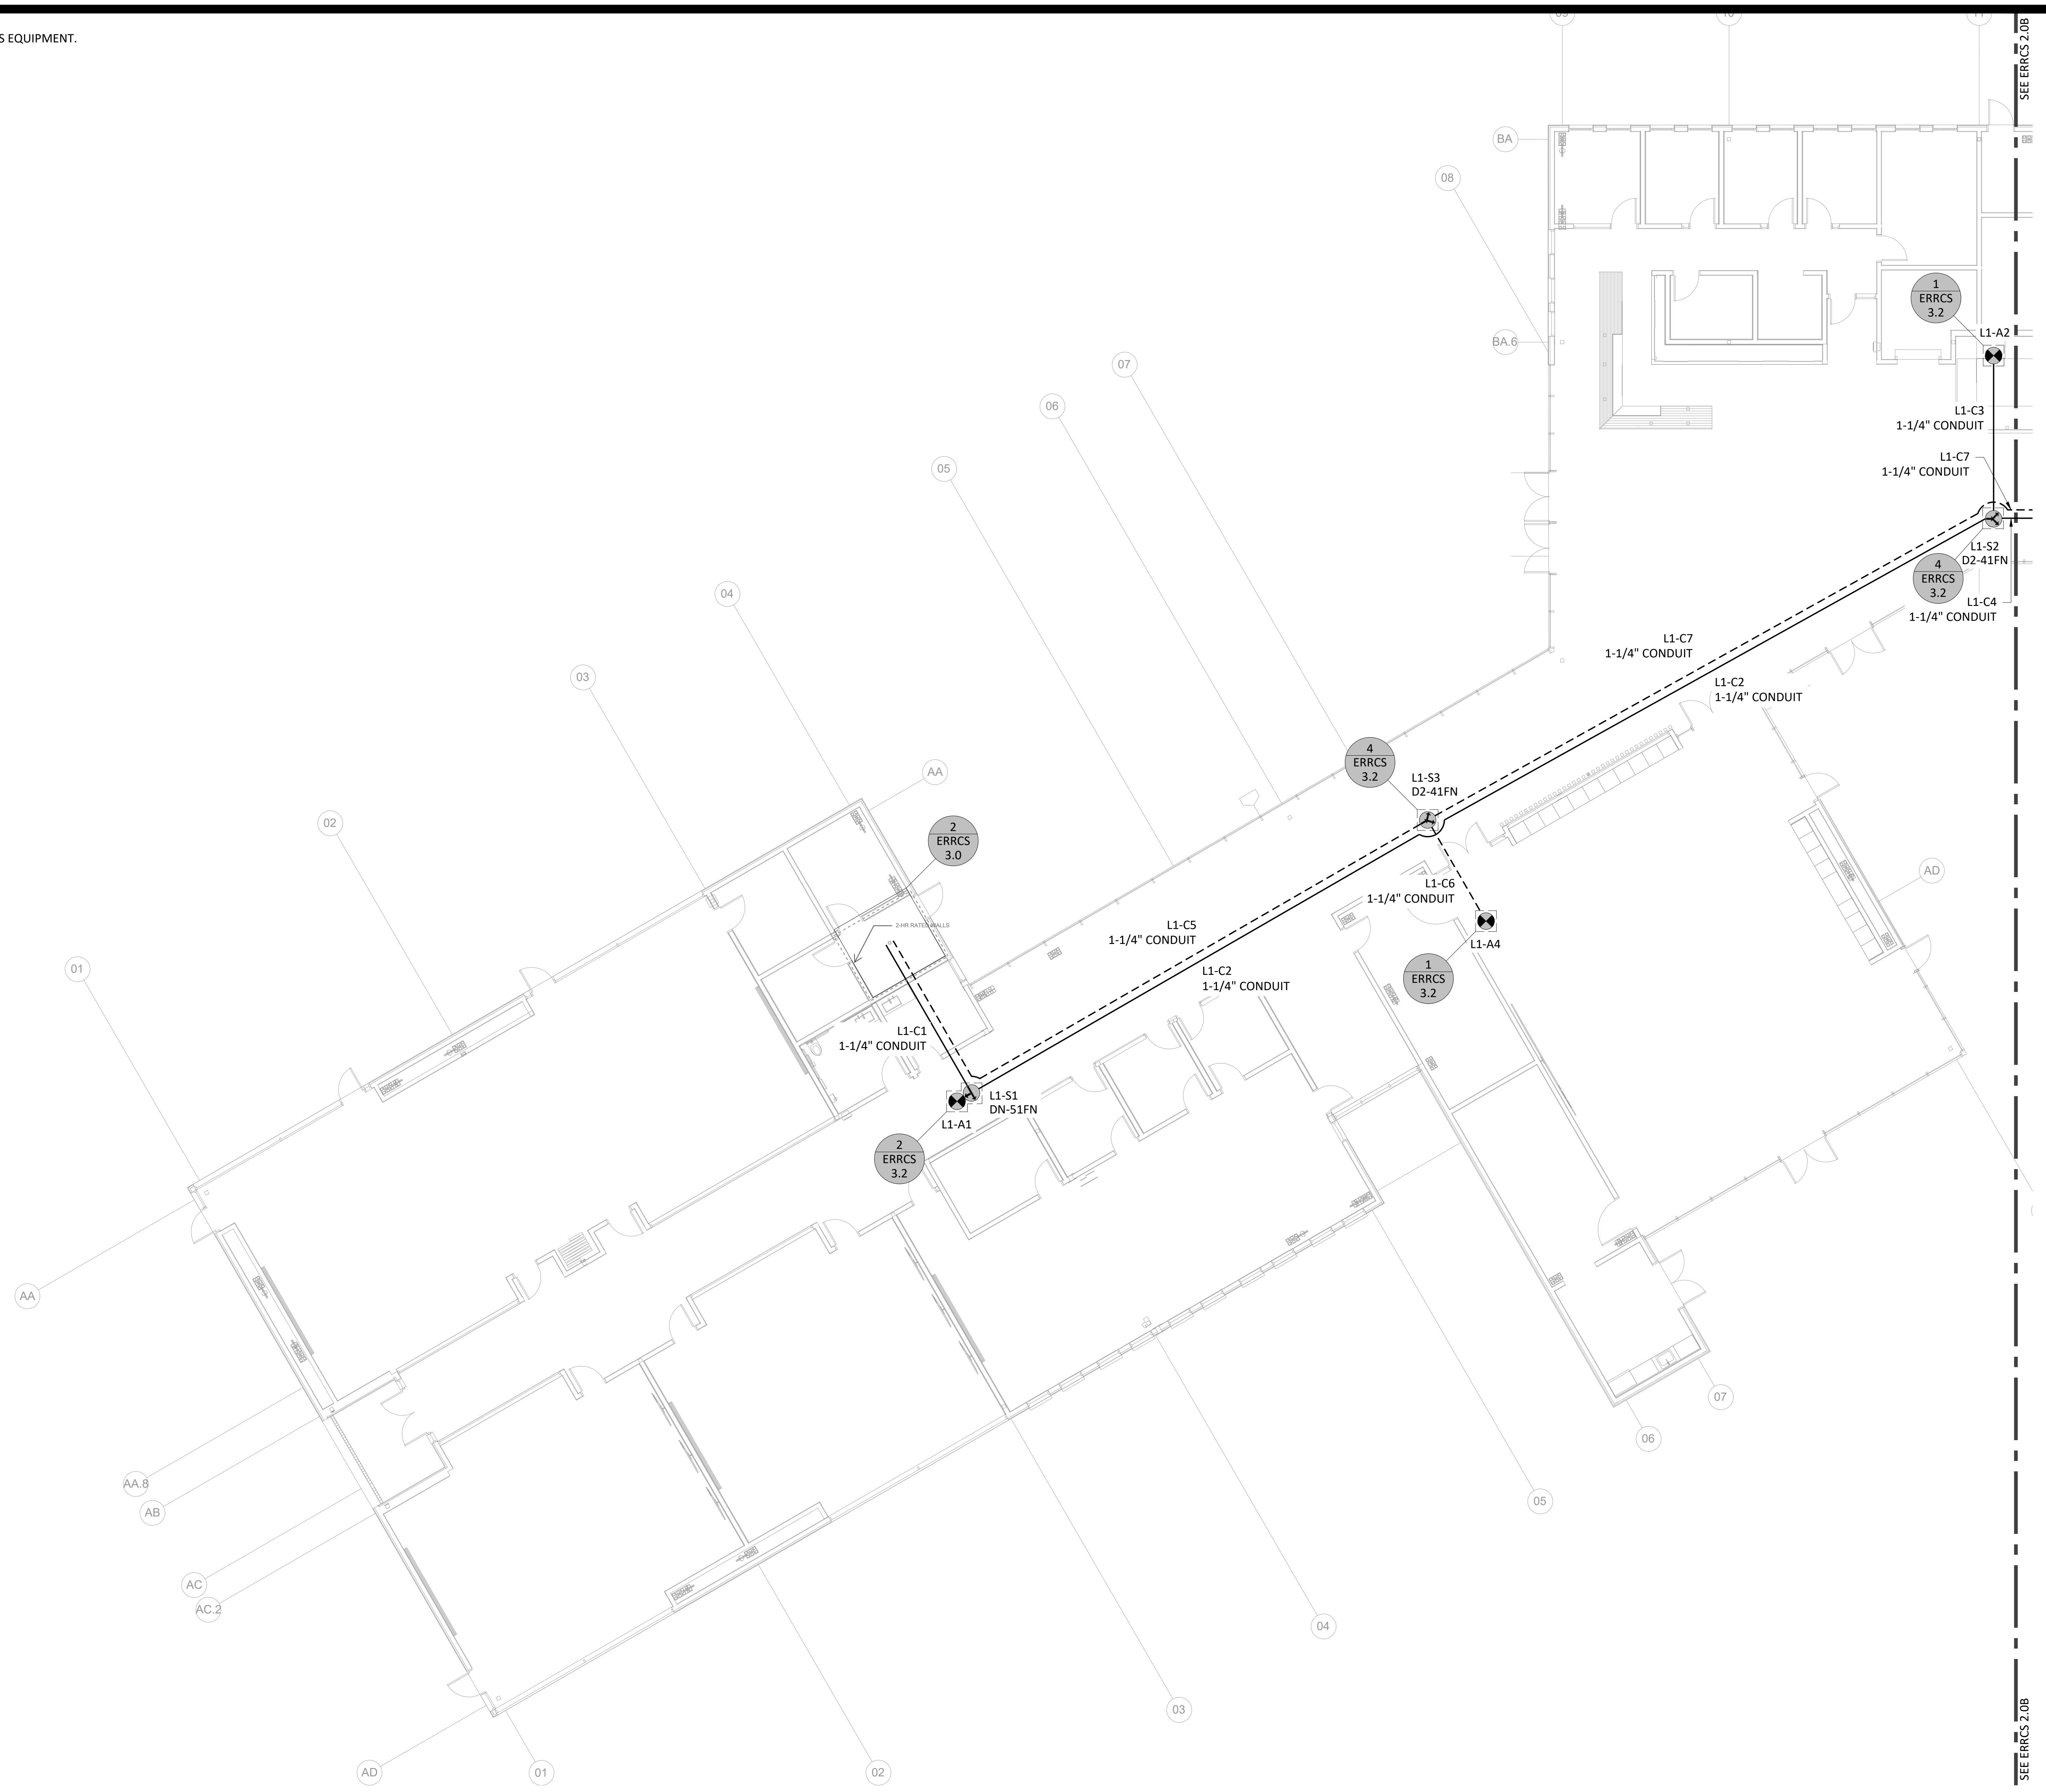 S EQUIPMENT.
SEE ERRCS 2.0B
BA
08
1
ERRCS
3.2
L1-A2
BA.6
07
06
L1-C3
1-1/4" CONDUIT
05
L1-C7
1-1/4" CONDUIT
L1-S2
D2-41FN
4
ERRCS
3.2
04
L1-C4
1-1/4" CONDUIT
L1-C7
1-1/4" CONDUIT
03
L1-C2
1-1/4" CONDUIT
4
ERRCS
3.2
L1-S3
D2-41FN
AA
02
2
ERRCS
3.0
AD
L1-C6
1-1/4" CONDUIT
2-HR RATED WALLS
L1-C5
1-1/4" CONDUIT
L1-A4
01
L1-C2
1-1/4" CONDUIT
1
ERRCS
3.2
L1-C1
1-1/4" CONDUIT
L1-S1
DN-51FN
L1-A1
2
ERRCS
3.2
AA
07
06
AA.8
05
AB
AC
AC.2
04
03
SEE ERRCS 2.0B
AD
01
02